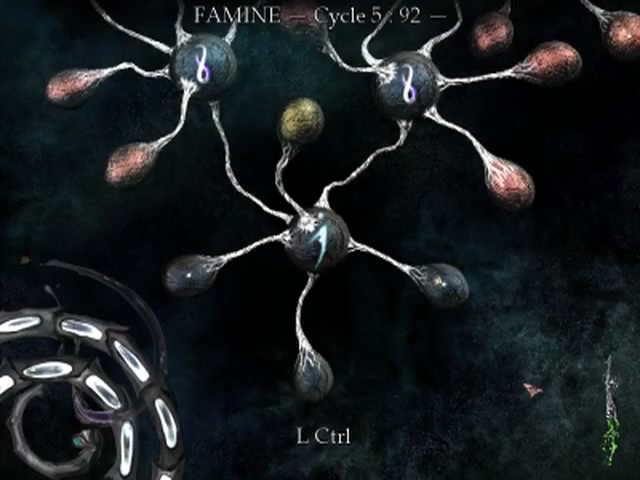 FAMINE — Cycle 5 : 92 —
L Ctrl